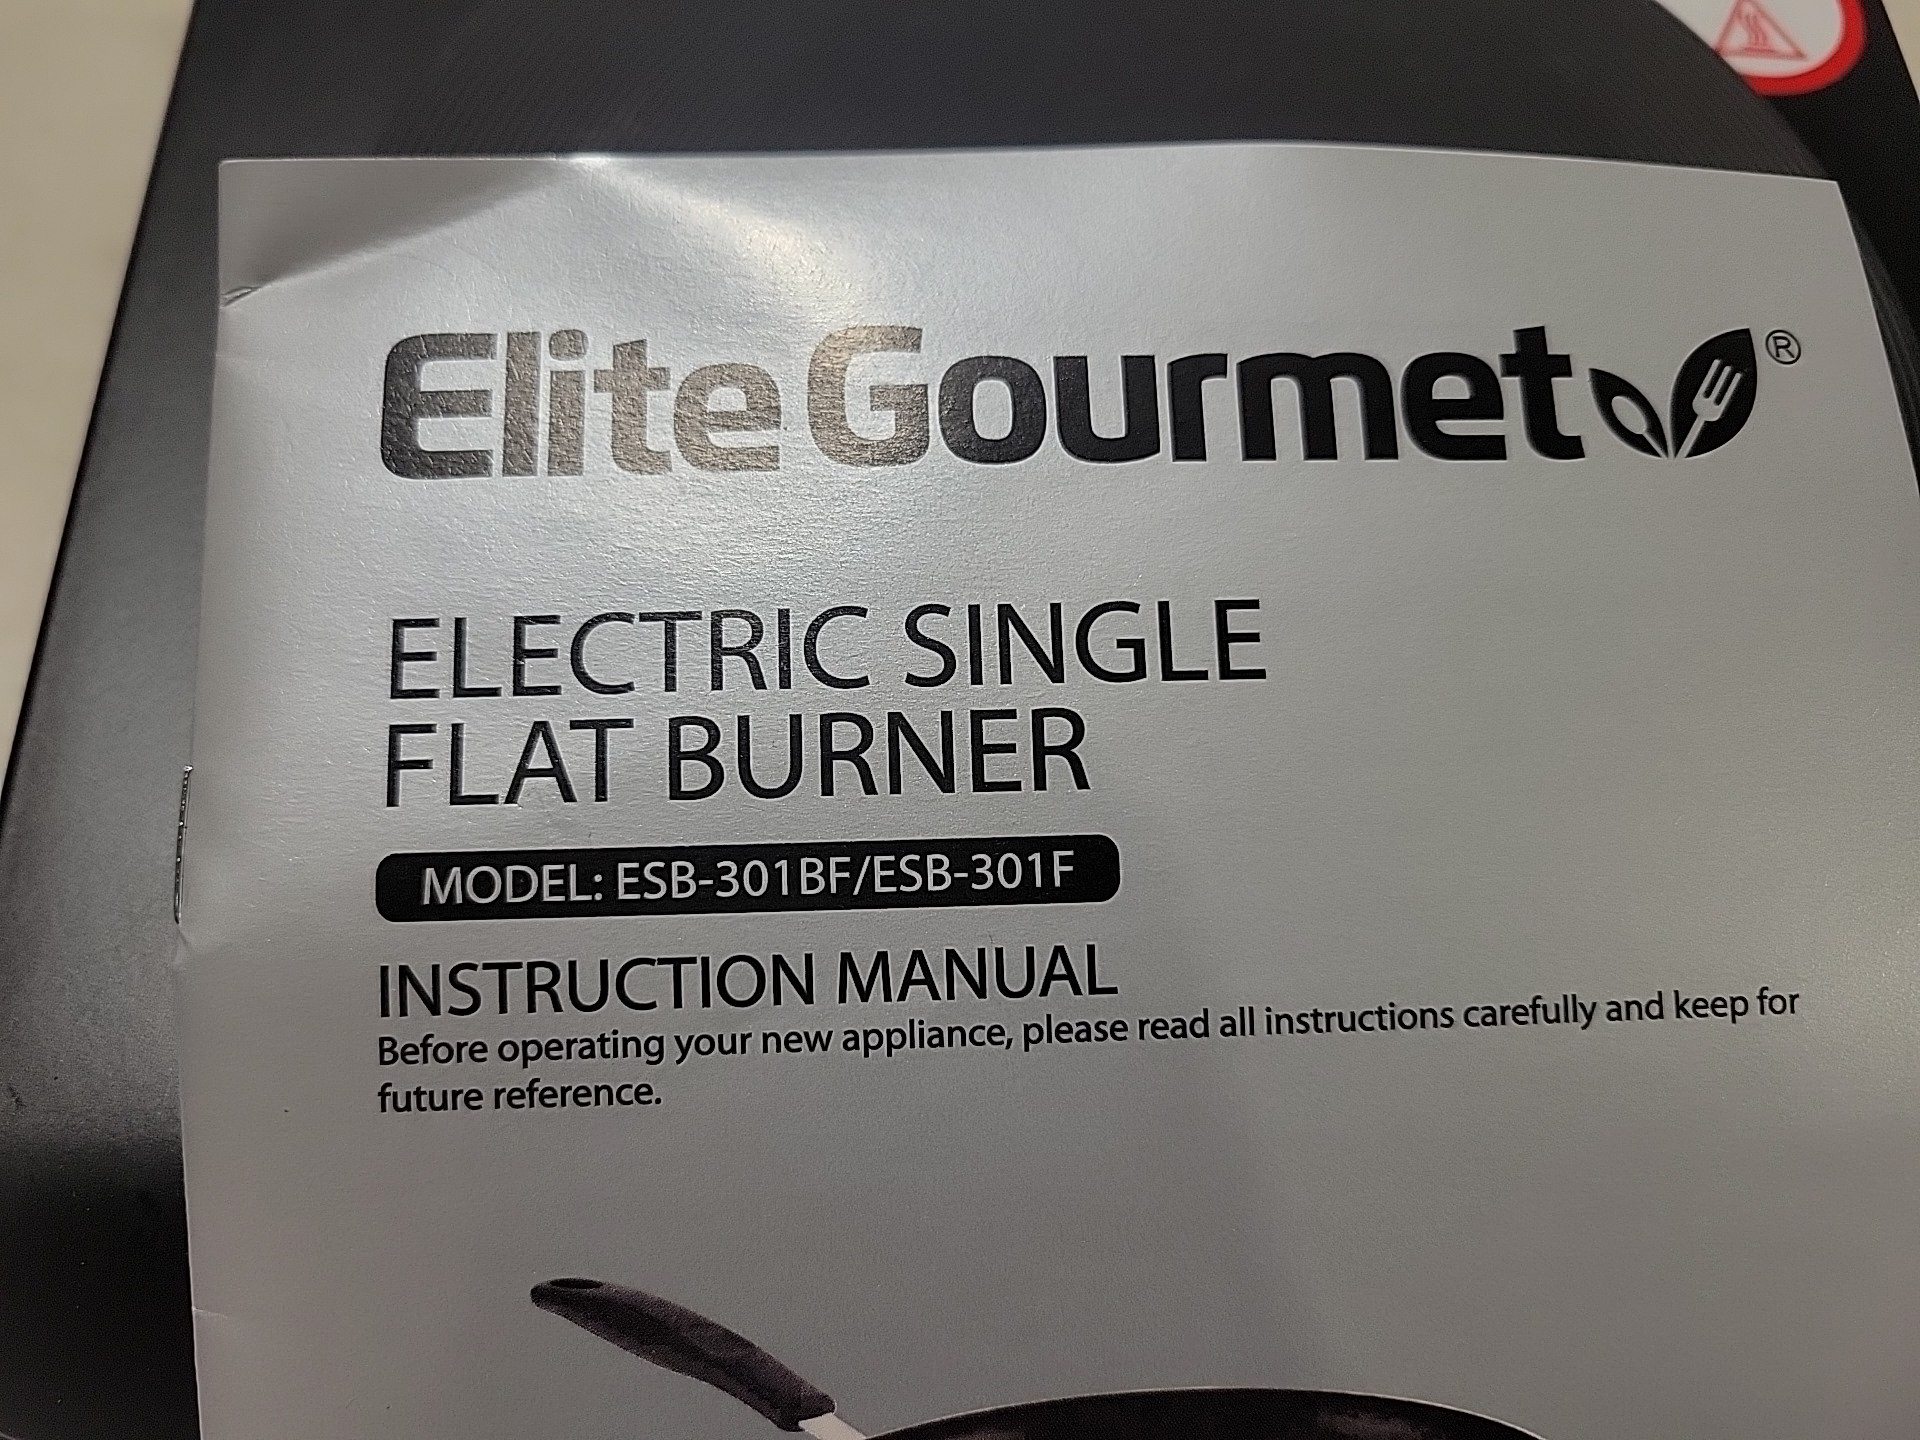 Elite Gourmet ®
ELECTRIC SINGLE
FLAT BURNER
MODEL: ESB-301BF/ESB-301F
INSTRUCTION MANUAL
Before operating your new appliance, please read all instructions carefully and keep for
future reference.